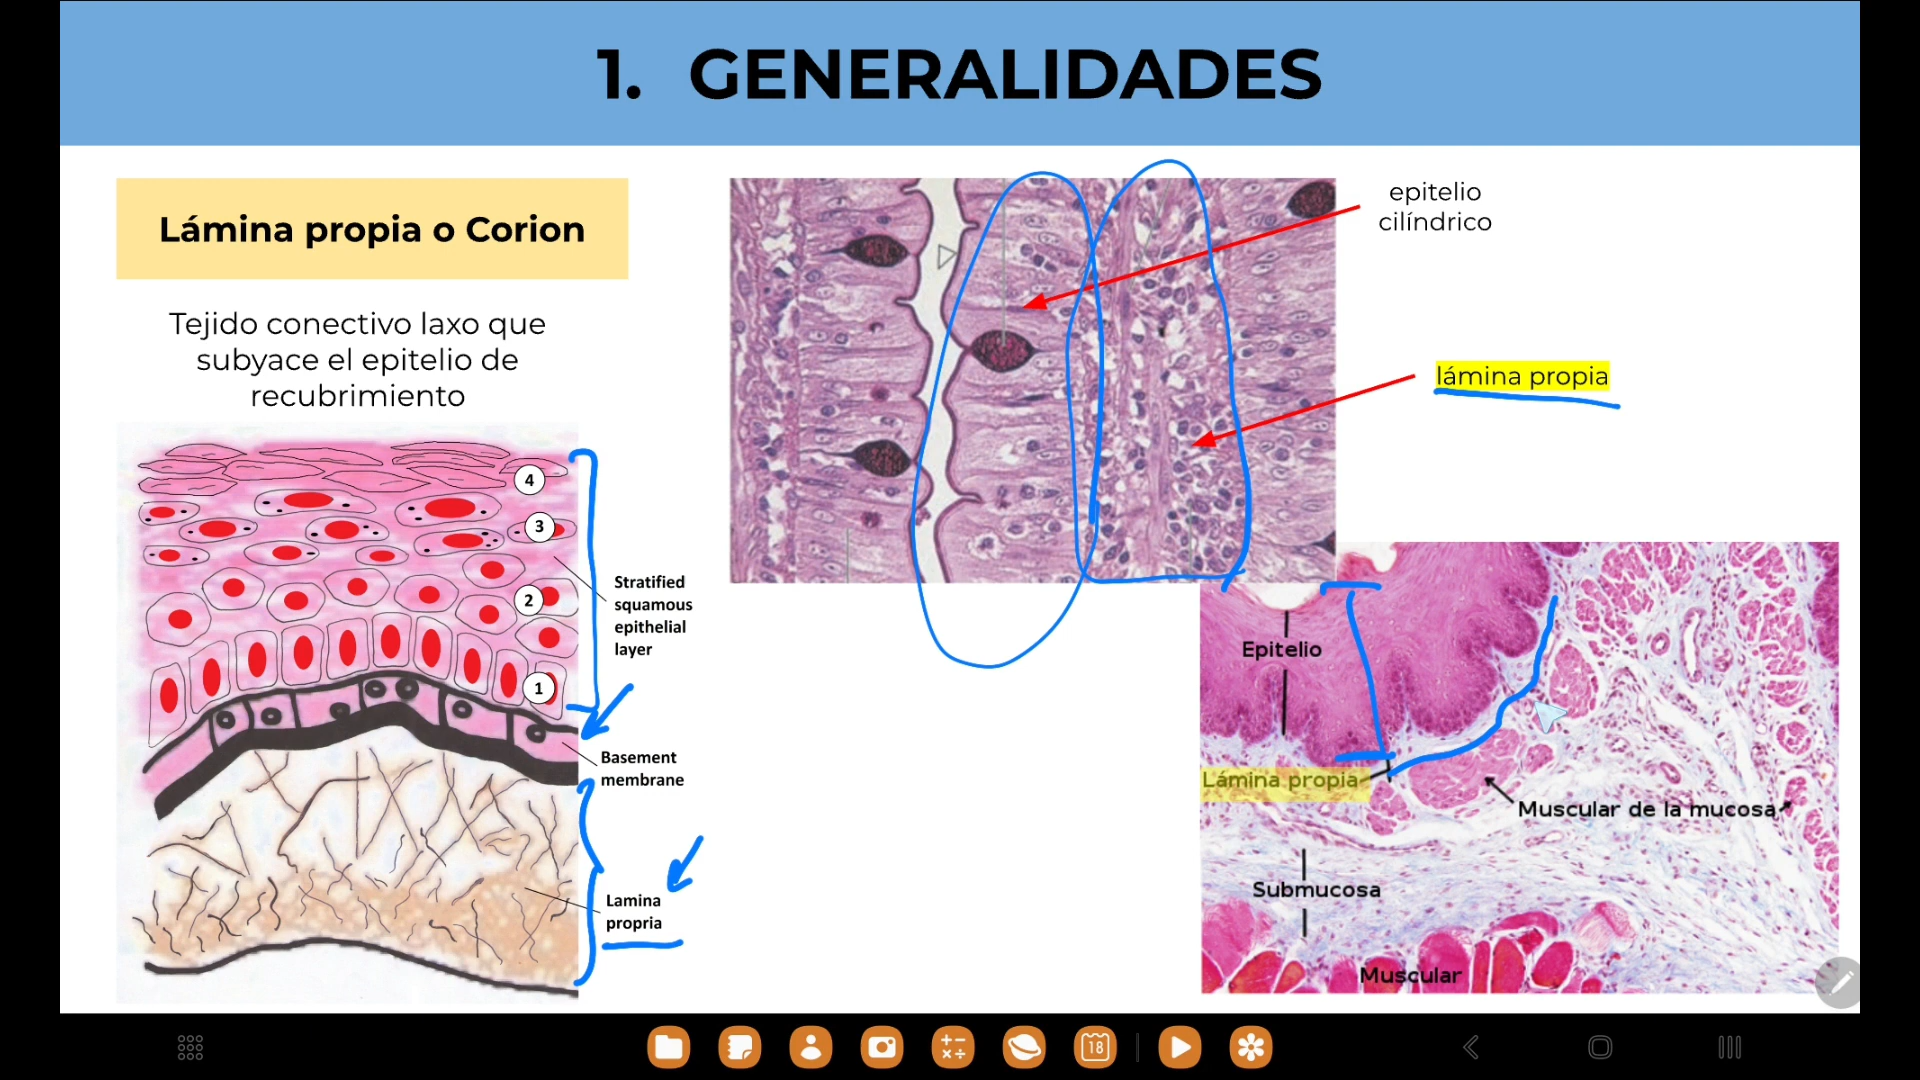 1. GENERALIDADES
Lámina propia o Corion
Tejido conectivo laxo que
subyace el epitelio de
recubrimiento
4
3
2
1
Stratified
squamous
epithelial
layer
Basement
membrane
Lamina
propria
epitelio
cilíndrico
lámina propia
Epitelio
Lámina propia
Muscular de la mucosa
Submucosa
Muscular
18